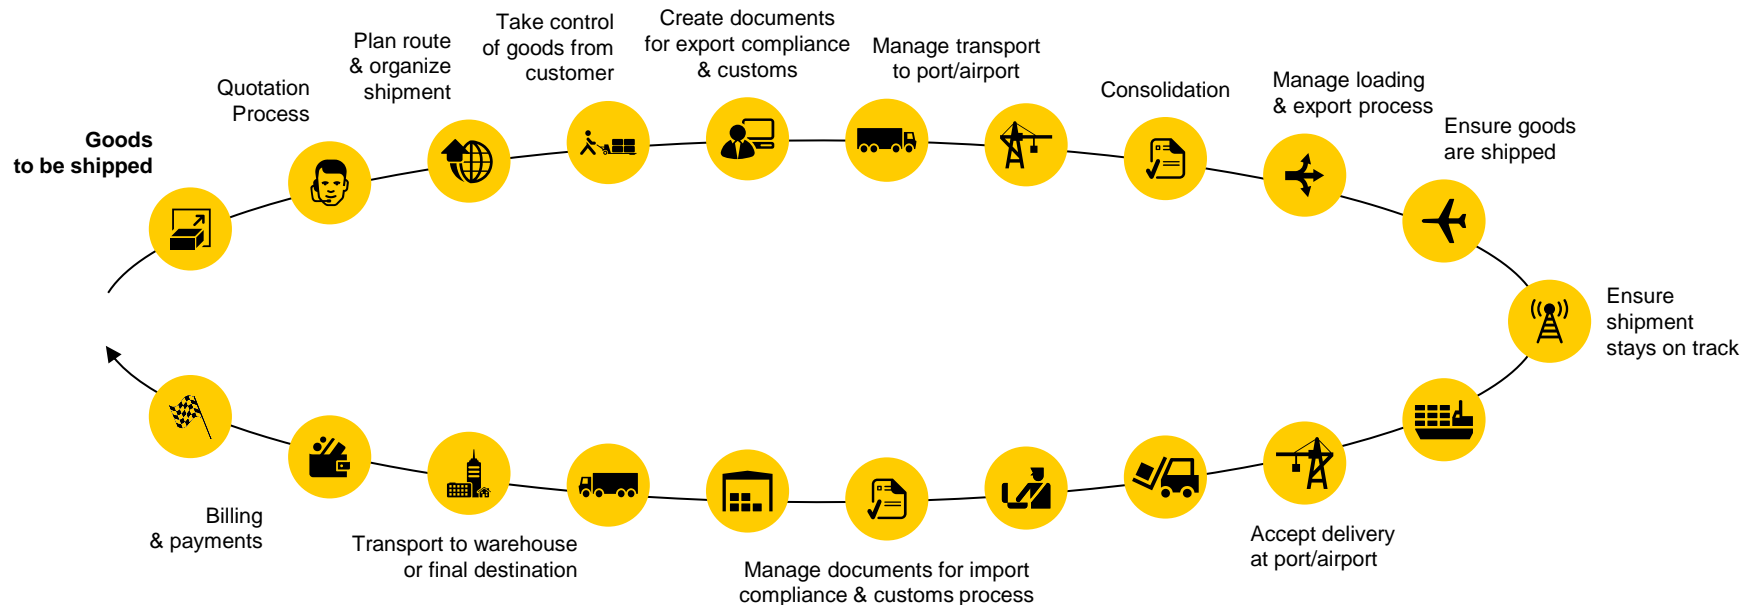 Goods
to be shipped
Quotation
Process
Plan route
& organize
shipment
Take control
of goods from
customer
Create documents
for export compliance
& customs
Manage transport
to port/airport
Consolidation
Manage loading
& export process
Ensure goods
are shipped
Ensure
shipment
stays on track
Accept delivery
at port/airport
Manage documents for import
compliance & customs process
Transport to warehouse
or final destination
Billing
& payments